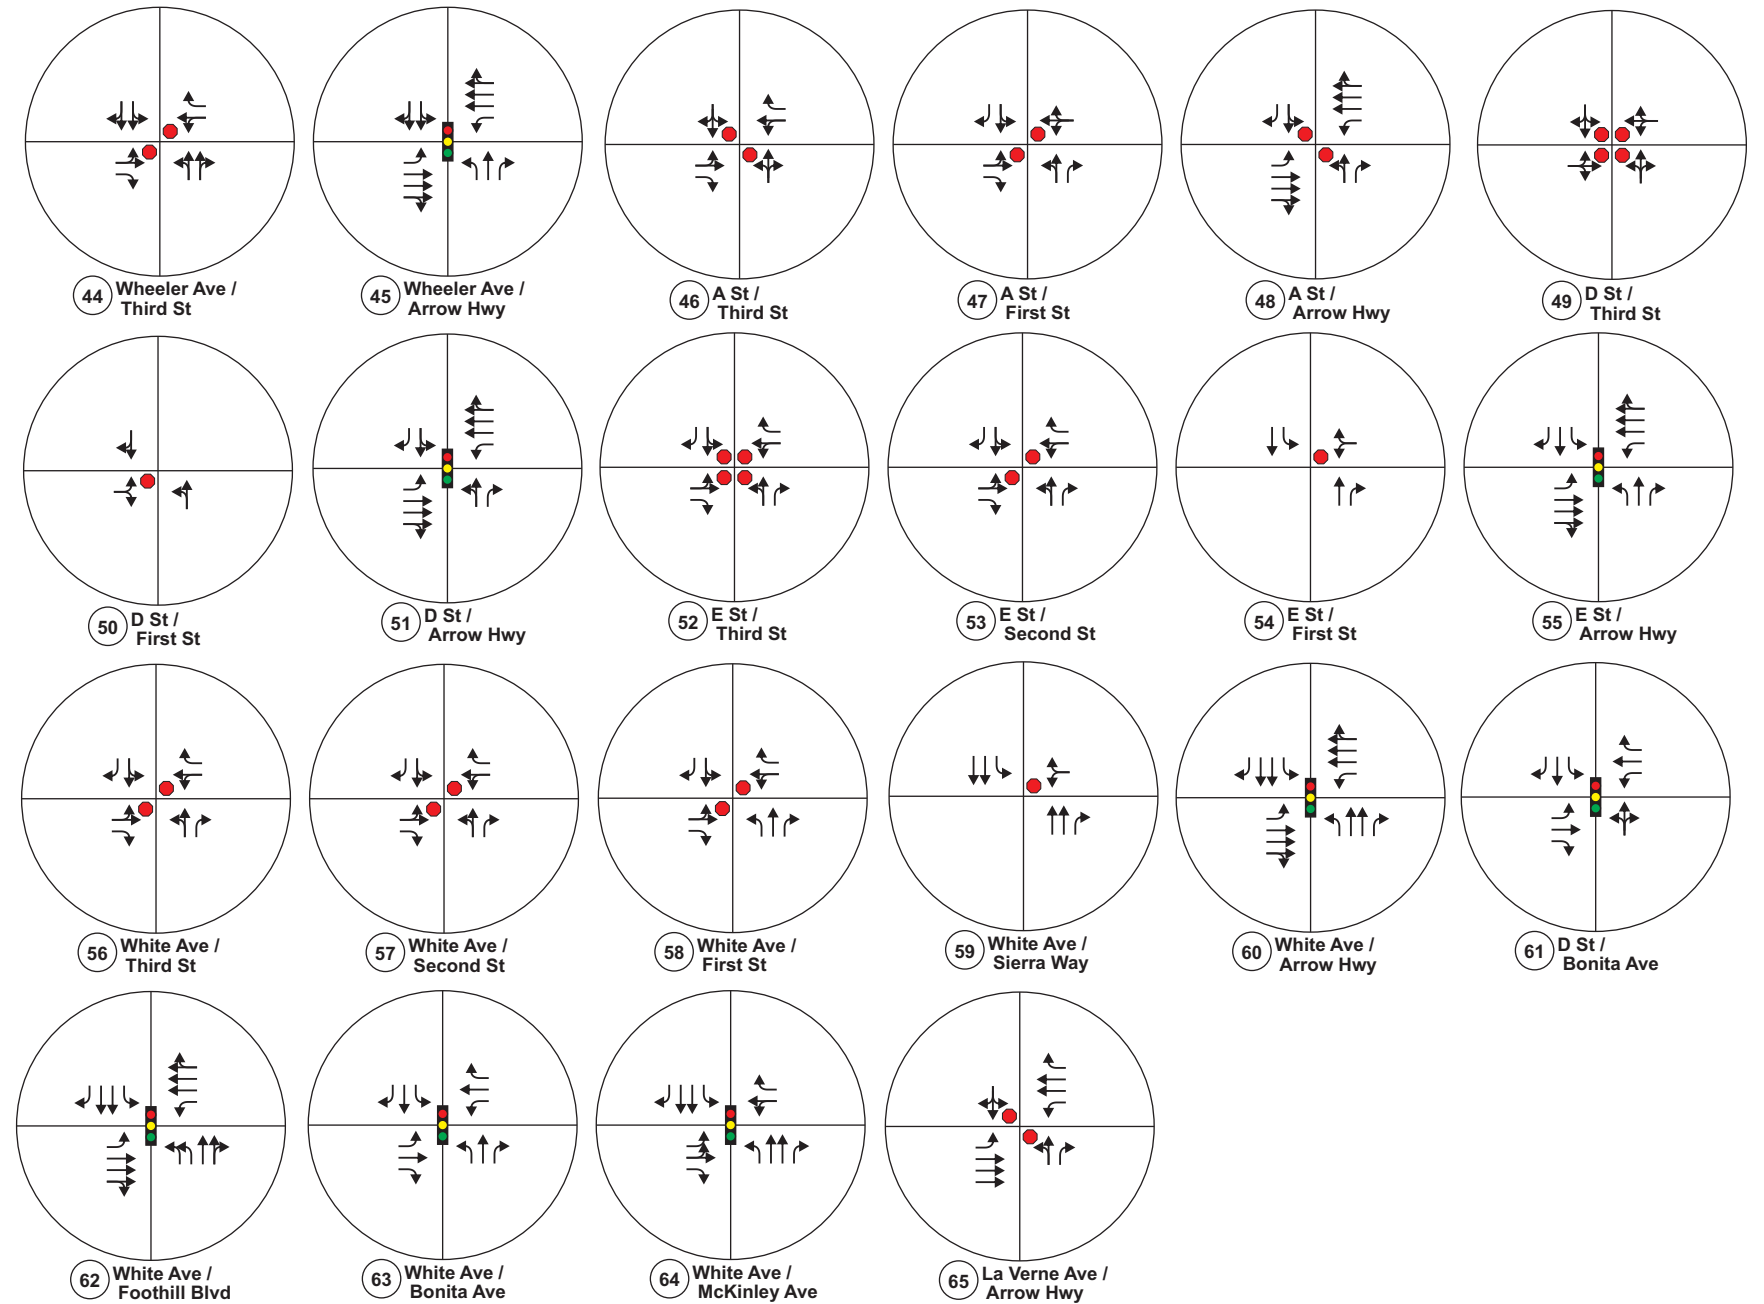 44 Wheeler Ave /
Third St
45 Wheeler Ave /
Arrow Hwy
46 A St /
Third St
47 A St /
First St
48 A St /
Arrow Hwy
49 D St /
Third St
50 D St /
First St
51 D St /
Arrow Hwy
52 E St /
Third St
53 E St /
Second St
54 E St /
First St
55 E St /
Arrow Hwy
56 White Ave /
Third St
57 White Ave /
Second St
58 White Ave /
First St
59 White Ave /
Sierra Way
60 White Ave /
Arrow Hwy
61 D St /
Bonita Ave
62 White Ave /
Foothill Blvd
63 White Ave /
Bonita Ave
64 White Ave /
McKinley Ave
65 La Verne Ave /
Arrow Hwy